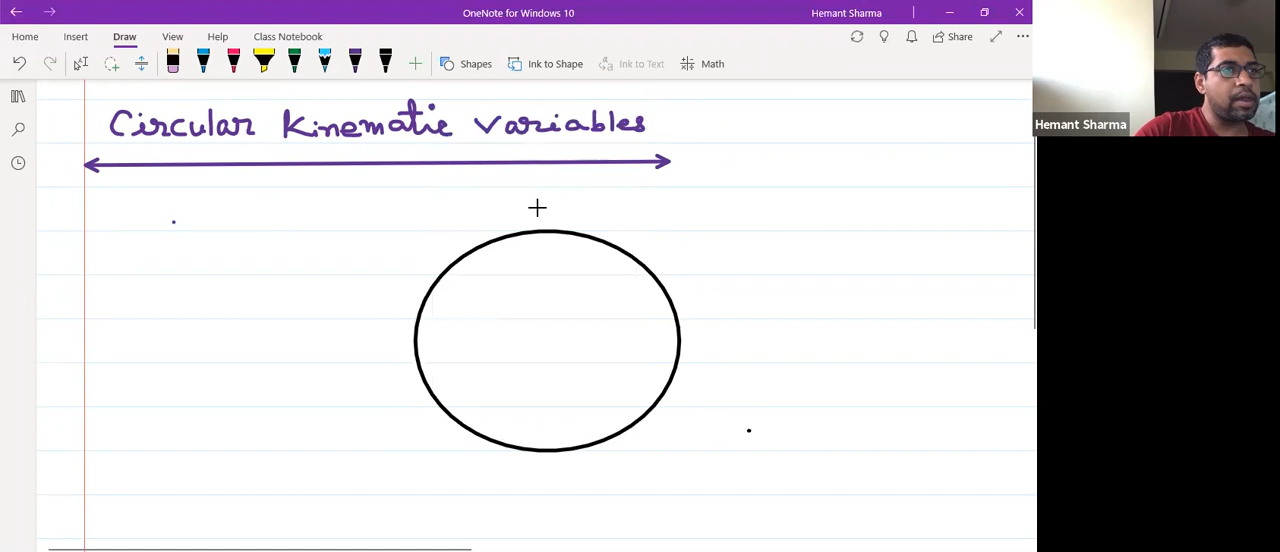 OneNote for Windows 10
Hemant Sharma
Home Insert Draw View Help Class Notebook
Share
Shapes Ink to Shape Ink to Text Math
Hemant Sharma
Circular Kinematic variables